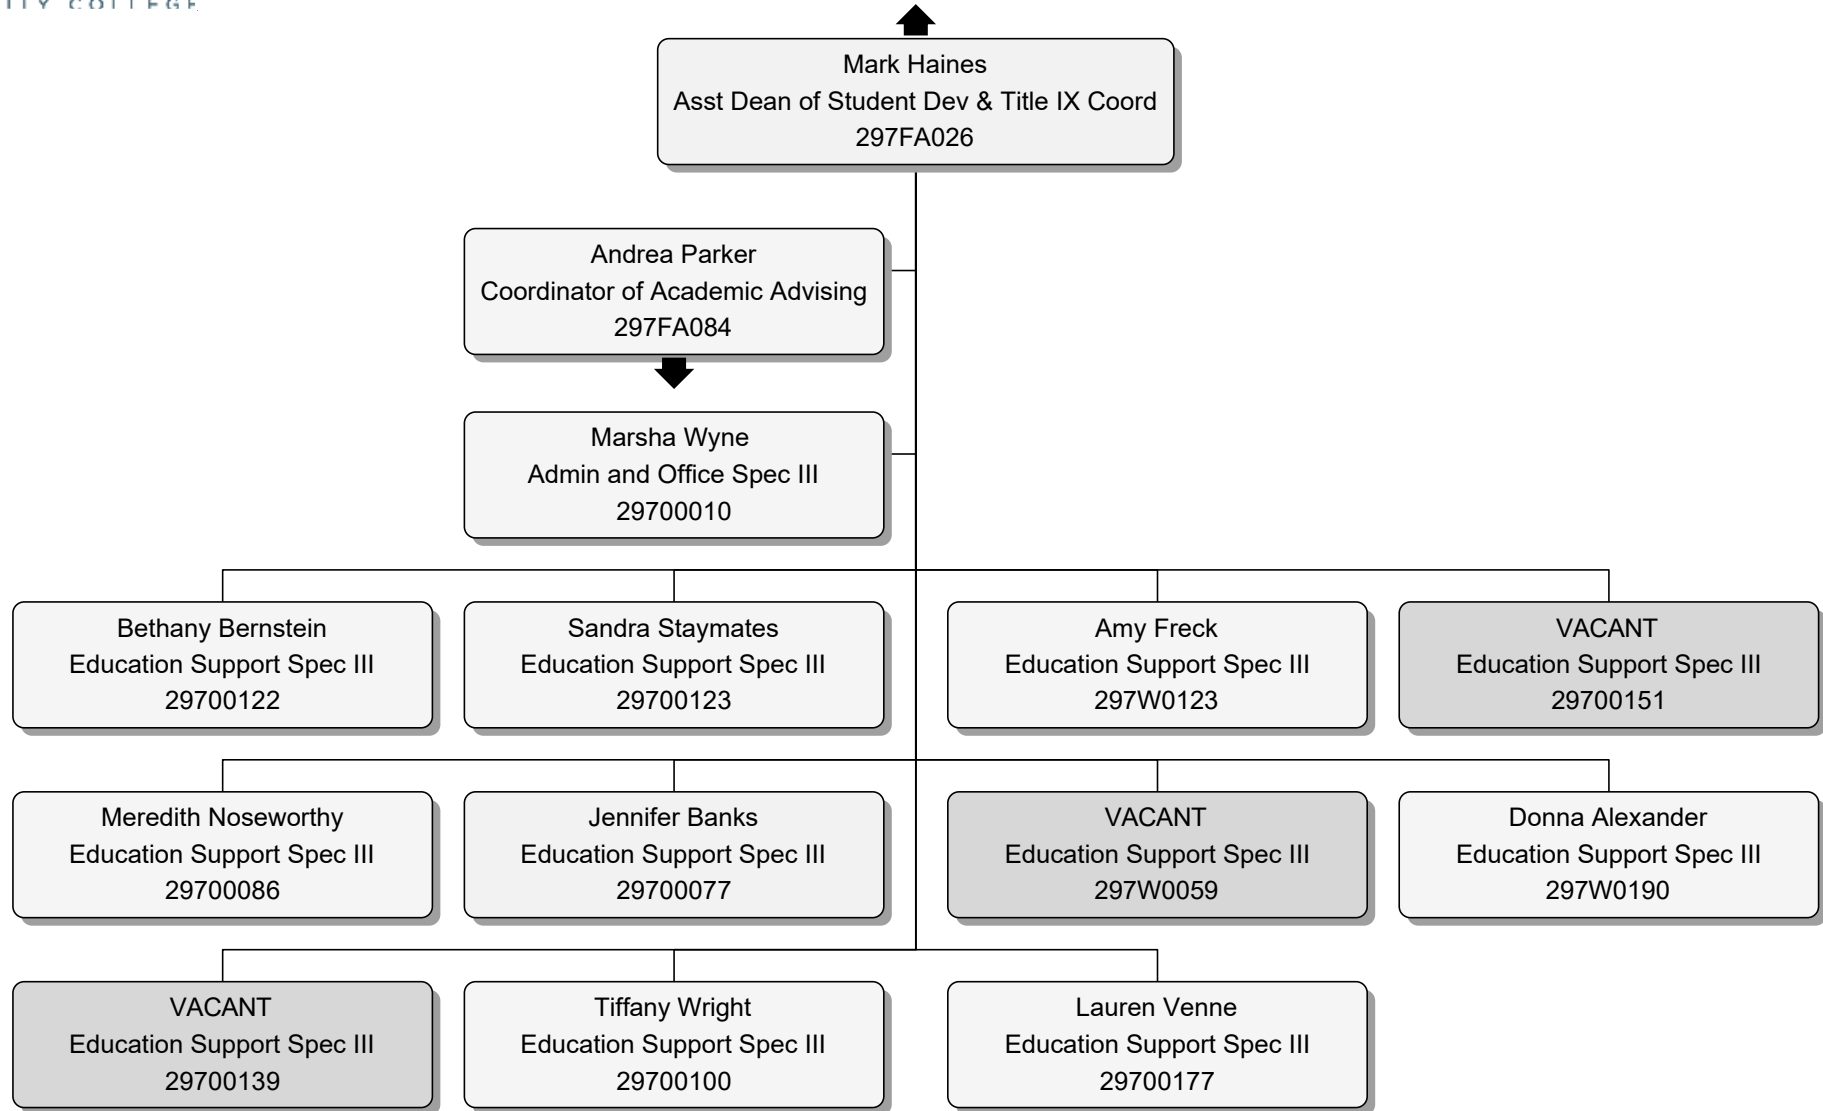 COLLEGE
Mark Haines
Asst Dean of Student Dev & Title IX Coord
297FA026
Andrea Parker
Coordinator of Academic Advising
297FA084
Marsha Wyne
Admin and Office Spec III
29700010
Bethany Bernstein
Education Support Spec III
29700122
Sandra Staymates
Education Support Spec III
29700123
Amy Freck
Education Support Spec III
297W0123
VACANT
Education Support Spec III
29700151
Meredith Noseworthy
Education Support Spec III
29700086
Jennifer Banks
Education Support Spec III
29700077
VACANT
Education Support Spec III
297W0059
Donna Alexander
Education Support Spec III
297W0190
VACANT
Education Support Spec III
29700139
Tiffany Wright
Education Support Spec III
29700100
Lauren Venne
Education Support Spec III
29700177